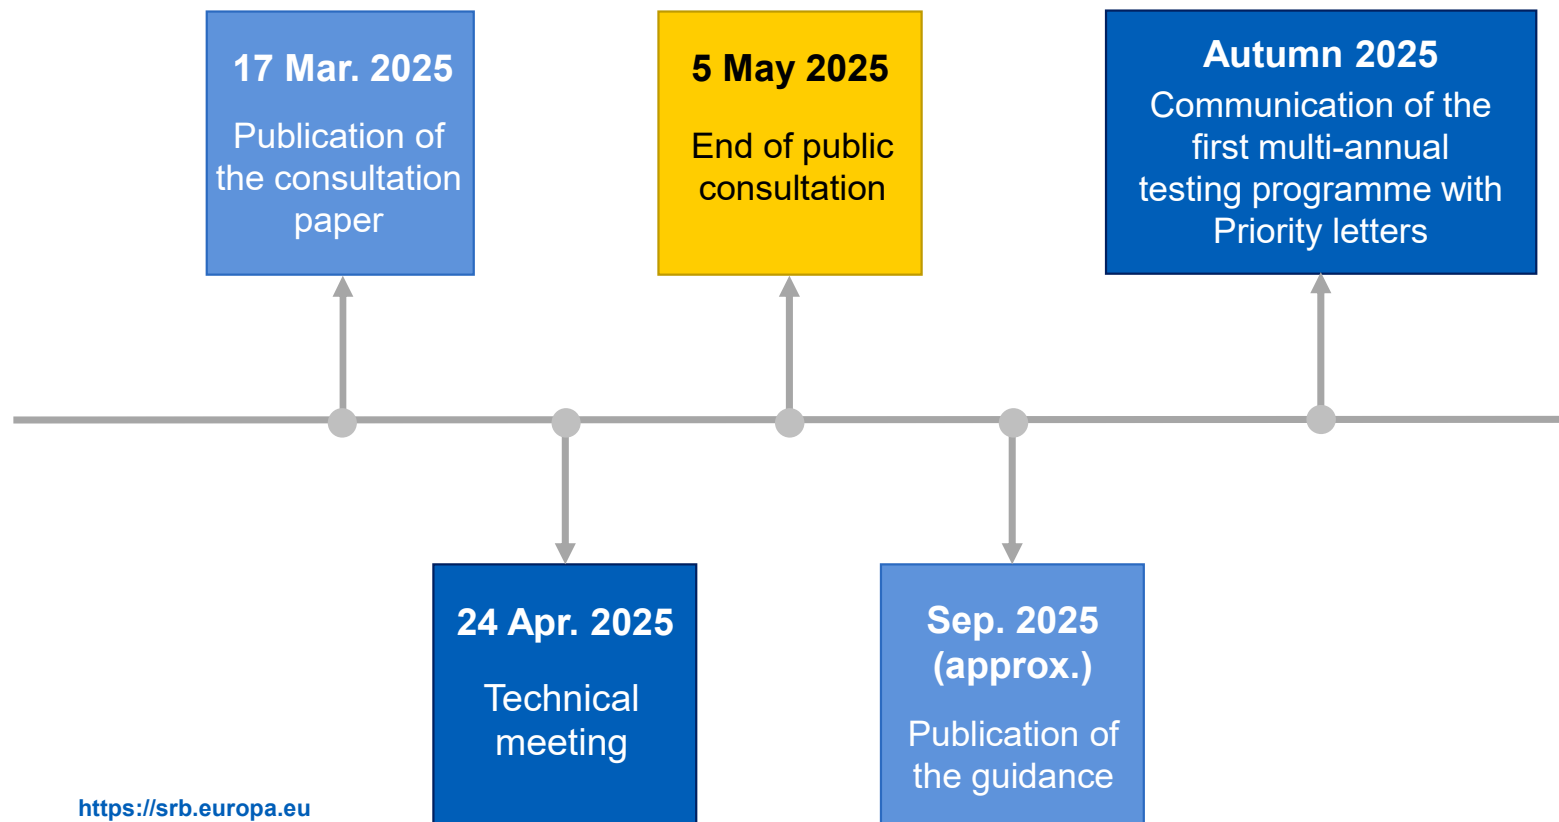 17 Mar. 2025
Publication of
the consultation
paper
5 May 2025
End of public
consultation
Autumn 2025
Communication of the
first multi-annual
testing programme with
Priority letters
24 Apr. 2025
Technical
meeting
Sep. 2025
(approx.)
Publication of
the guidance
https://srb.europa.eu